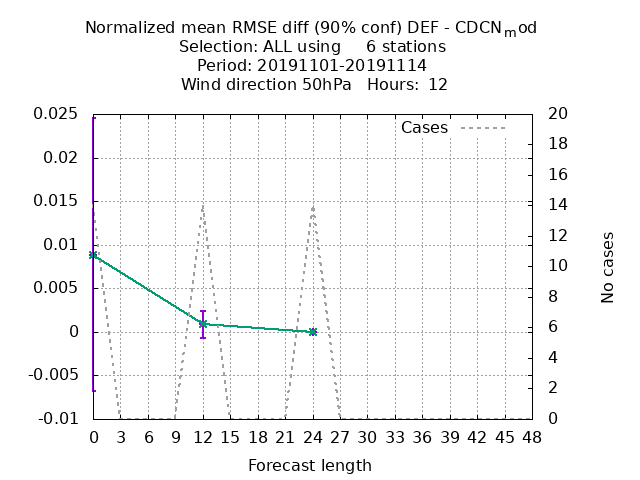 Normalized mean RMSE diff (90% conf) DEF - CDCNmod
Selection: ALL using     6 stations
Period: 20191101-20191114
Wind direction 50hPa   Hours:  12
Cases
0.025
0.02
0.015
0.01
0.005
0
-0.005
-0.01
20
18
16
14
12
10
8
6
4
2
0
No cases
0 3 6 9 12 15 18 21 24 27 30 33 36 39 42 45 48
Forecast length